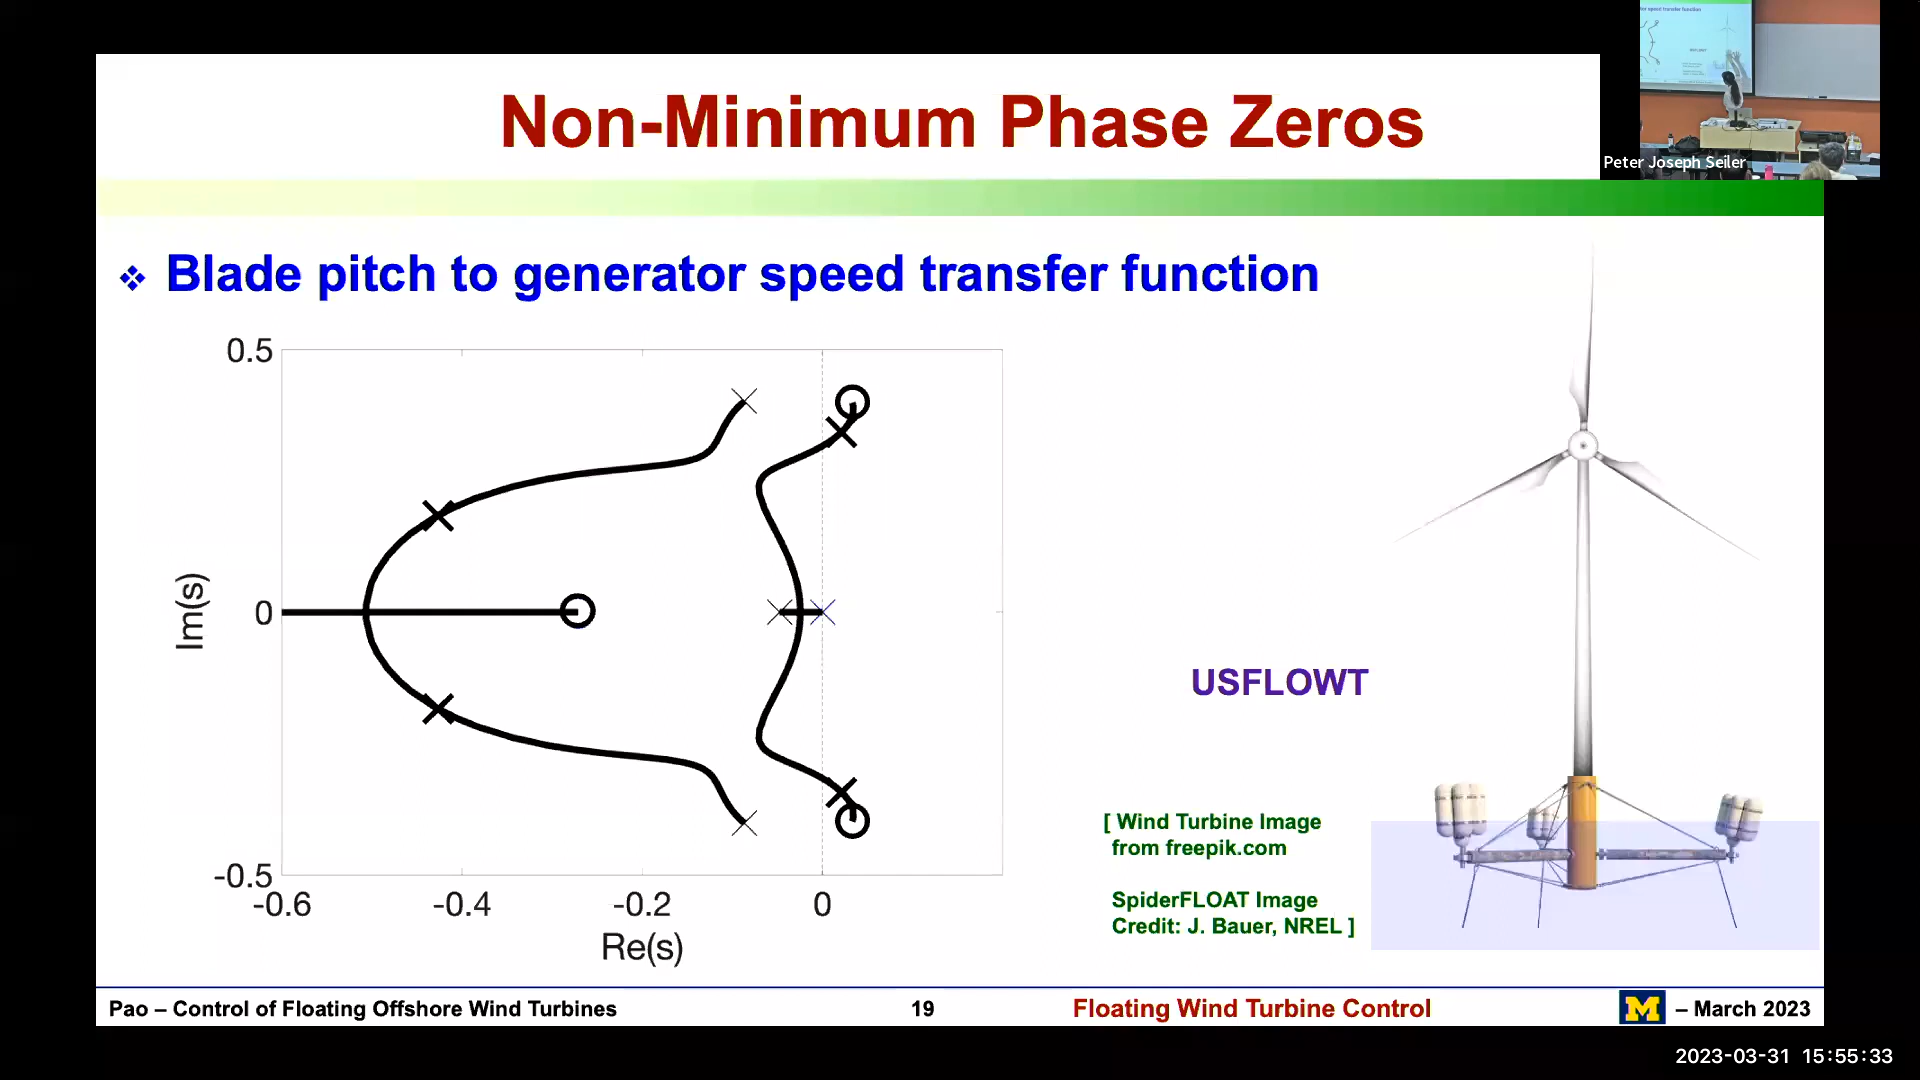 Non-Minimum Phase Zeros
Peter Joseph Seiler
❖ Blade pitch to generator speed transfer function
0.5
0
-0.5
Im(s)
-0.6 -0.4 -0.2 0
Re(s)
USFLOWT
[ Wind Turbine Image
from freepik.com
SpiderFLOAT Image
Credit: J. Bauer, NREL ]
Pao – Control of Floating Offshore Wind Turbines 19 Floating Wind Turbine Control M – March 2023
2023-03-31 15:55:33